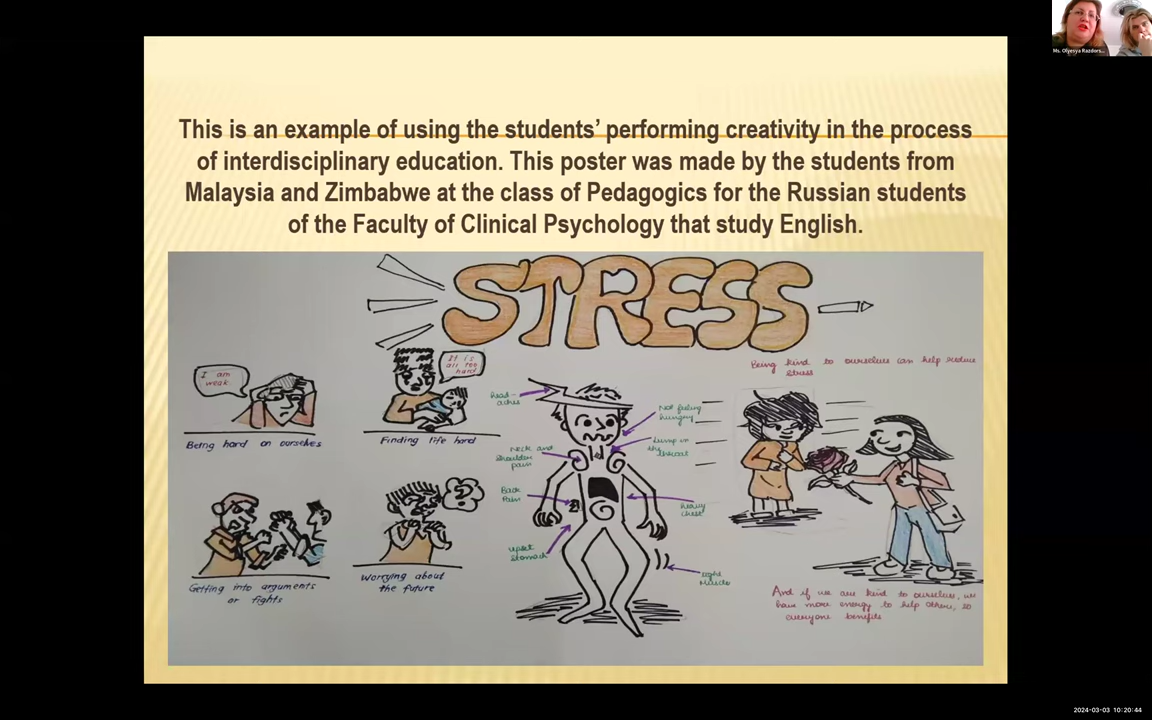 Ms. Olyesya Razdors...
This is an example of using the students’ performing creativity in the process
of interdisciplinary education. This poster was made by the students from
Malaysia and Zimbabwe at the class of Pedagogics for the Russian students
of the Faculty of Clinical Psychology that study English.
STRESS
I am
weak
Being hard on ourselves
It is
all too
hard
Finding life hard
Getting into arguments
or fights
Worrying about
the future
head-
aches
Neck and
shoulder
pain
Back
Pain
upset
stomach
Not feeling
hungry
Lump in
the
throat
heavy
chest
tight
Muscle
Being kind to ourselves can help reduce
stress
And if we are kind to ourselves, we
have more energy to help others, so
everyone benefits
2024-03-03 10:20:44